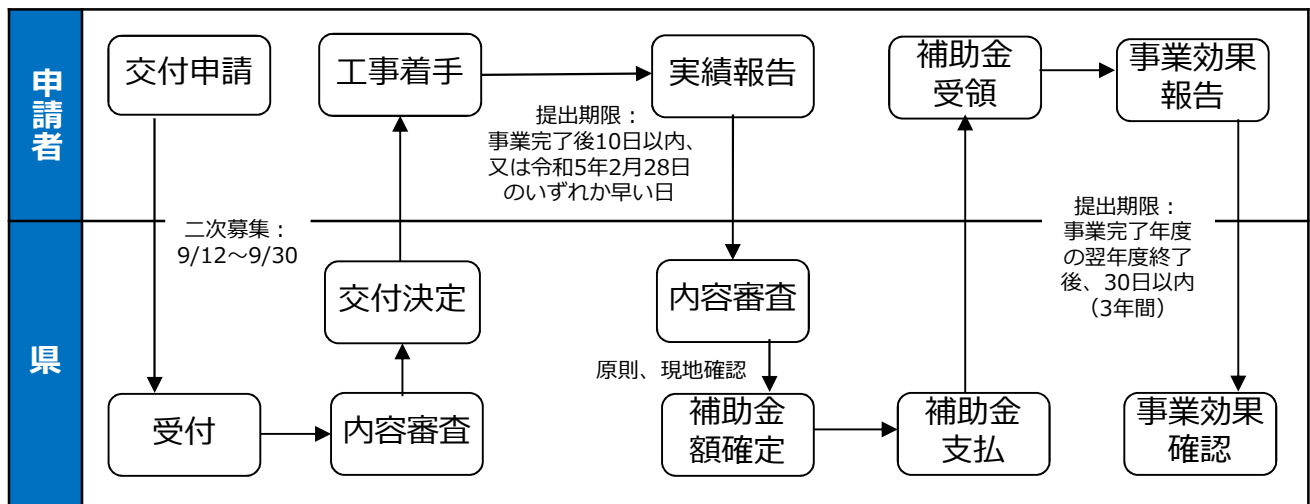 申請者
交付申請
工事着手
実績報告
補助金
受領
事業効果
報告
提出期限：
事業完了後10日以内、
又は令和5年2月28日
のいずれか早い日
県
二次募集：
9/12～9/30
交付決定
内容審査
提出期限：
事業完了年度
の翌年度終了
後、30日以内
（3年間）
原則、現地確認
受付
内容審査
補助金
額確定
補助金
支払
事業効果
確認